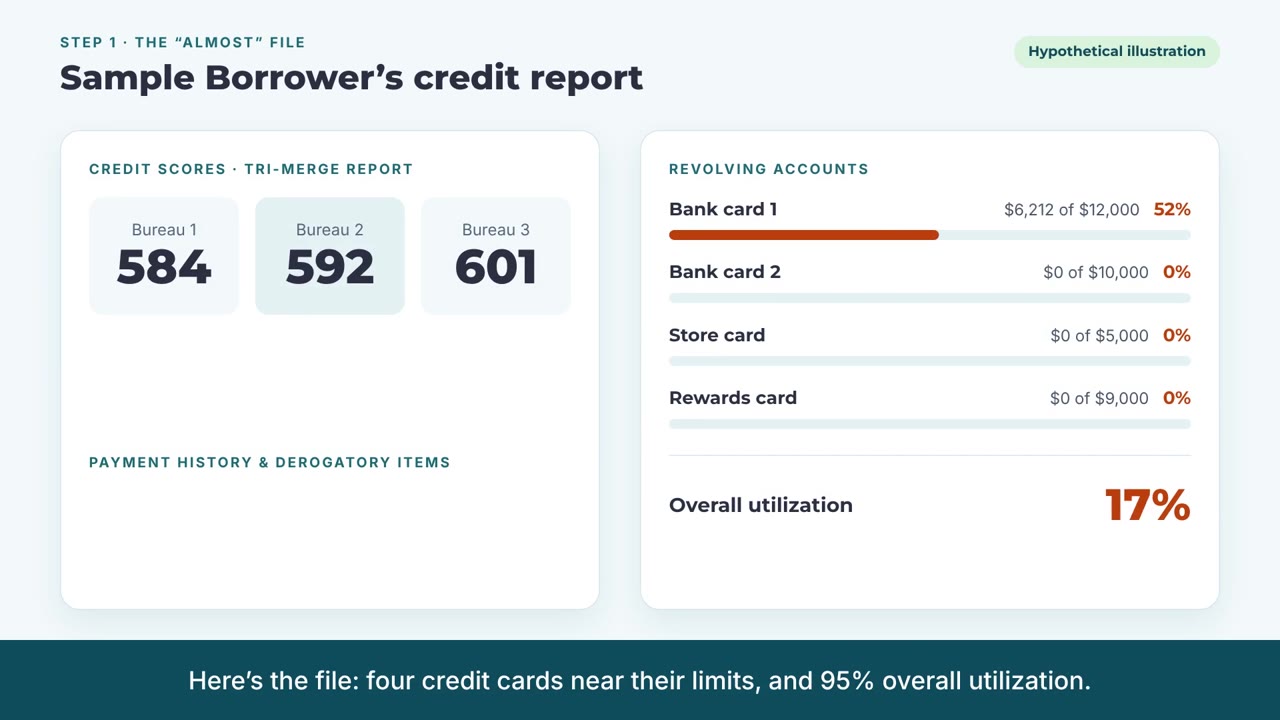 STEP 1 · THE “ALMOST” FILE
Sample Borrower’s credit report
Hypothetical illustration
CREDIT SCORES · TRI-MERGE REPORT
Bureau 1
584
Bureau 2
592
Bureau 3
601
PAYMENT HISTORY & DEROGATORY ITEMS
REVOLVING ACCOUNTS
Bank card 1 $6,212 of $12,000 52%
Bank card 2 $0 of $10,000 0%
Store card $0 of $5,000 0%
Rewards card $0 of $9,000 0%
Overall utilization 17%
Here’s the file: four credit cards near their limits, and 95% overall utilization.